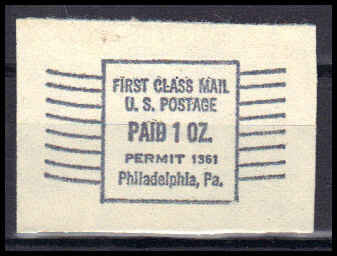 FIRST CLASS MAIL
U. S. POSTAGE
PAID 1 OZ.
PERMIT 1361
Philadelphia, Pa.